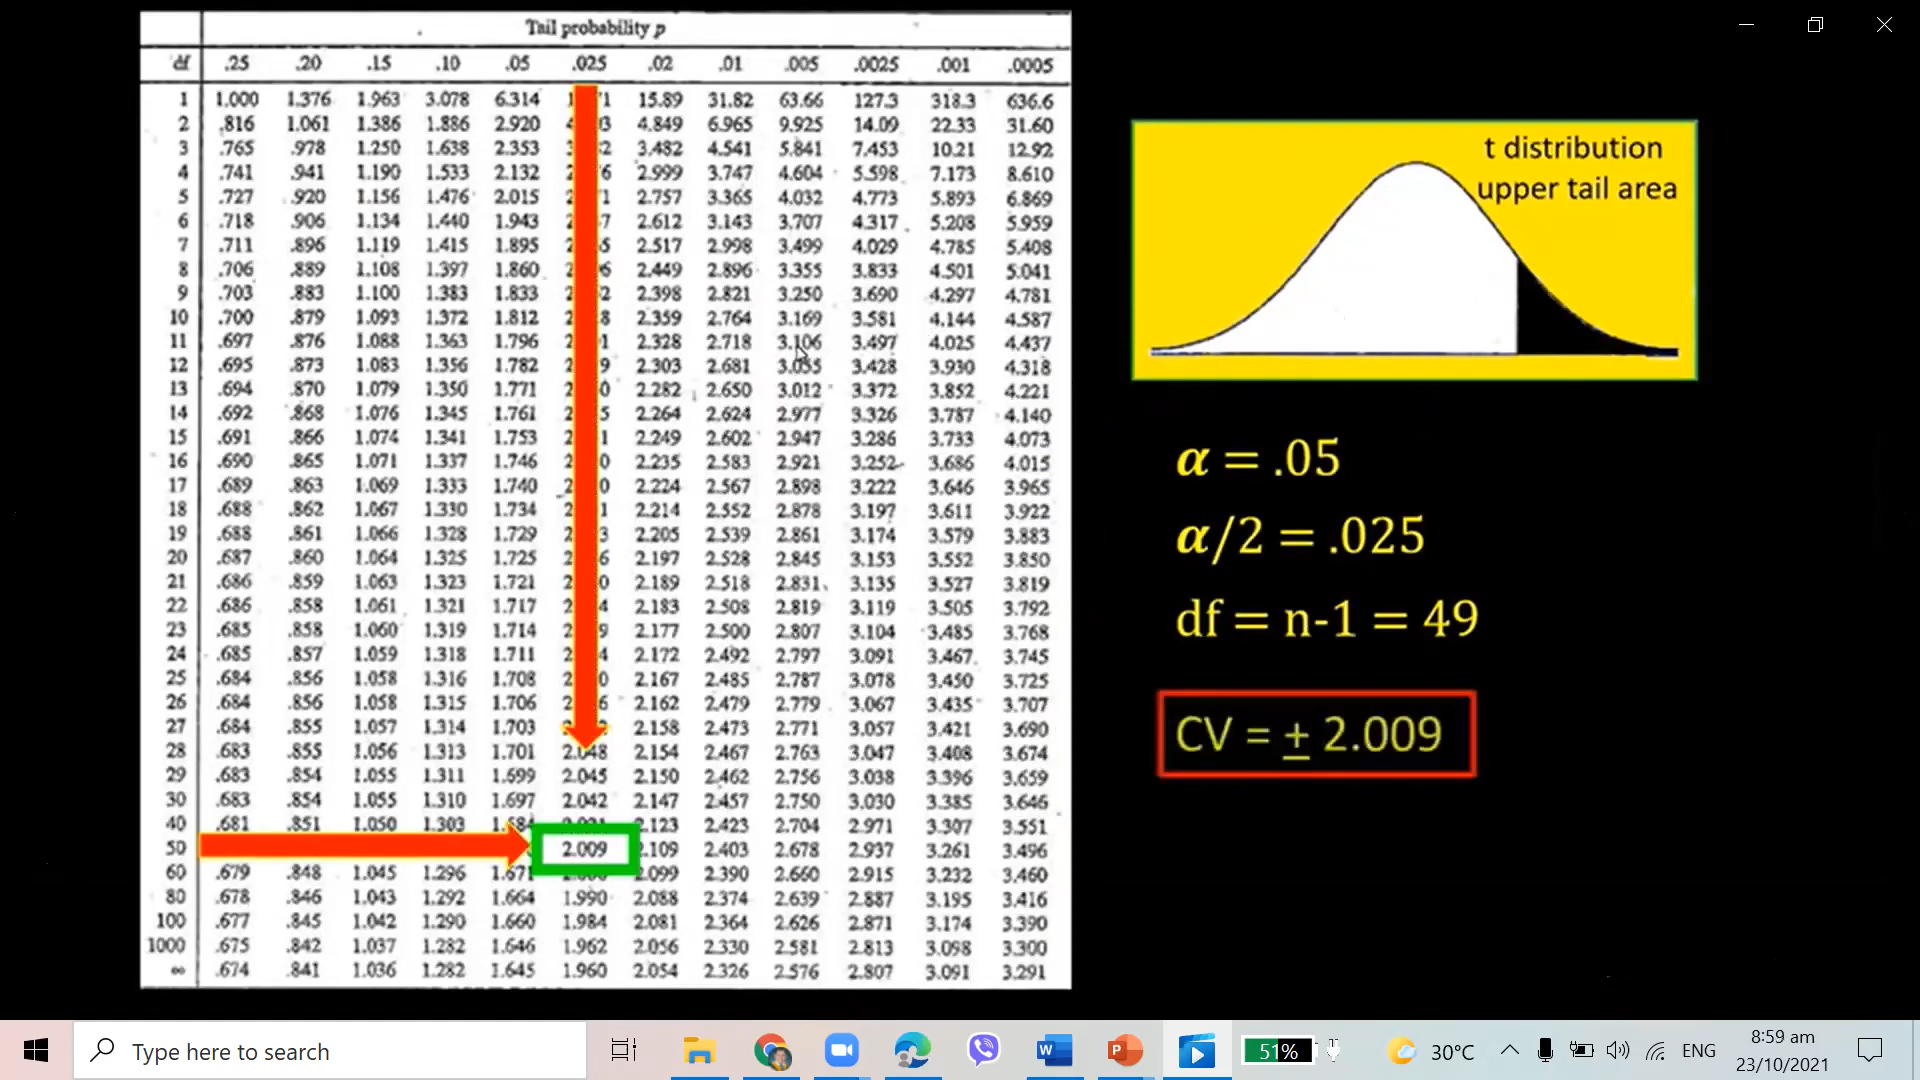 Tail probability p
df .25 .20 .15 .10 .05 .025 .02 .01 .005 .0025 .001 .0005
1 1.000 1.376 1.963 3.078 6.314 15.89 31.82 63.66 127.3 318.3 636.6
2 .816 1.061 1.386 1.886 2.920 4.849 6.965 9.925 14.09 22.33 31.60
3 .765 .978 1.250 1.638 2.353 3.482 4.541 5.841 7.453 10.21 12.92
4 .741 .941 1.190 1.533 2.132 2.999 3.747 4.604 5.598 7.173 8.610
5 .727 .920 1.156 1.476 2.015 2.757 3.365 4.032 4.773 5.893 6.869
6 .718 .906 1.134 1.440 1.943 2.612 3.143 3.707 4.317 5.208 5.959
7 .711 .896 1.119 1.415 1.895 2.517 2.998 3.499 4.029 4.785 5.408
8 .706 .889 1.108 1.397 1.860 2.449 2.896 3.355 3.833 4.501 5.041
9 .703 .883 1.100 1.383 1.833 2.398 2.821 3.250 3.690 4.297 4.781
10 .700 .879 1.093 1.372 1.812 2.359 2.764 3.169 3.581 4.144 4.587
11 .697 .876 1.088 1.363 1.796 2.328 2.718 3.106 3.497 4.025 4.437
12 .695 .873 1.083 1.356 1.782 2.303 2.681 3.055 3.428 3.930 4.318
13 .694 .870 1.079 1.350 1.771 2.282 2.650 3.012 3.372 3.852 4.221
14 .692 .868 1.076 1.345 1.761 2.264 2.624 2.977 3.326 3.787 4.140
15 .691 .866 1.074 1.341 1.753 2.249 2.602 2.947 3.286 3.733 4.073
16 .690 .865 1.071 1.337 1.746 2.235 2.583 2.921 3.252 3.686 4.015
17 .689 .863 1.069 1.333 1.740 2.224 2.567 2.898 3.222 3.646 3.965
18 .688 .862 1.067 1.330 1.734 2.214 2.552 2.878 3.197 3.611 3.922
19 .688 .861 1.066 1.328 1.729 2.205 2.539 2.861 3.174 3.579 3.883
20 .687 .860 1.064 1.325 1.725 2.197 2.528 2.845 3.153 3.552 3.850
21 .686 .859 1.063 1.323 1.721 2.189 2.518 2.831 3.135 3.527 3.819
22 .686 .858 1.061 1.321 1.717 2.183 2.508 2.819 3.119 3.505 3.792
23 .685 .858 1.060 1.319 1.714 2.177 2.500 2.807 3.104 3.485 3.768
24 .685 .857 1.059 1.318 1.711 2.172 2.492 2.797 3.091 3.467 3.745
25 .684 .856 1.058 1.316 1.708 2.167 2.485 2.787 3.078 3.450 3.725
26 .684 .856 1.058 1.315 1.706 2.162 2.479 2.779 3.067 3.435 3.707
27 .684 .855 1.057 1.314 1.703 2.158 2.473 2.771 3.057 3.421 3.690
28 .683 .855 1.056 1.313 1.701 2.048 2.154 2.467 2.763 3.047 3.408 3.674
29 .683 .854 1.055 1.311 1.699 2.045 2.150 2.462 2.756 3.038 3.396 3.659
30 .683 .854 1.055 1.310 1.697 2.042 2.147 2.457 2.750 3.030 3.385 3.646
40 .681 .851 1.050 1.303 1.684 2.123 2.423 2.704 2.971 3.307 3.551
50 2.009 2.109 2.403 2.678 2.937 3.261 3.496
60 .679 .848 1.045 1.296 1.671 2.099 2.390 2.660 2.915 3.232 3.460
80 .678 .846 1.043 1.292 1.664 1.990 2.088 2.374 2.639 2.887 3.195 3.416
100 .677 .845 1.042 1.290 1.660 1.984 2.081 2.364 2.626 2.871 3.174 3.390
1000 .675 .842 1.037 1.282 1.646 1.962 2.056 2.330 2.581 2.813 3.098 3.300
∞ .674 .841 1.036 1.282 1.645 1.960 2.054 2.326 2.576 2.807 3.091 3.291
t distribution
upper tail area
α = .05
α/2 = .025
df = n-1 = 49
CV = ± 2.009
Type here to search
51%
30°C
ENG
8:59 am
23/10/2021